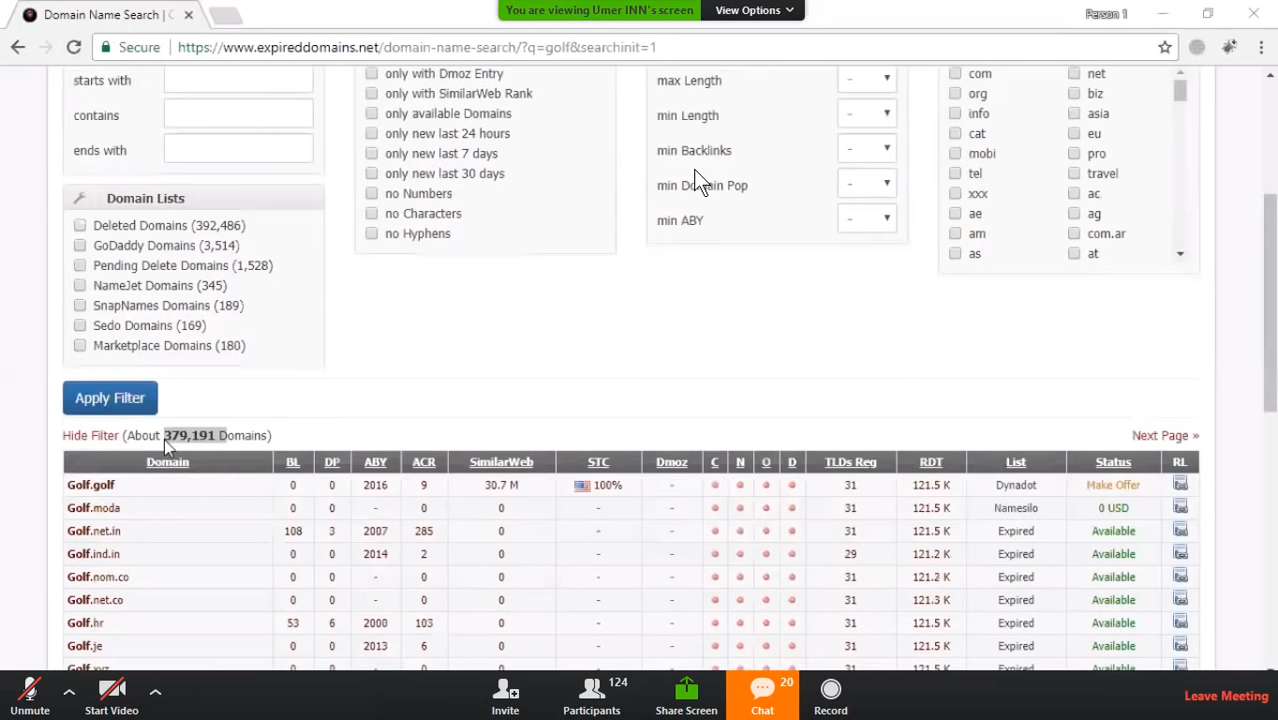 You are viewing Umer INN's screen View Options
Domain Name Search | C Person 1
Secure https://www.expireddomains.net/domain-name-search/?q=golf&searchinit=1
starts with
contains
ends with
Domain Lists
Deleted Domains (392,486)
GoDaddy Domains (3,514)
Pending Delete Domains (1,528)
NameJet Domains (345)
SnapNames Domains (189)
Sedo Domains (169)
Marketplace Domains (180)
only with Dmoz Entry
only with SimilarWeb Rank
only available Domains
only new last 24 hours
only new last 7 days
only new last 30 days
no Numbers
no Characters
no Hyphens
max Length -
min Length -
min Backlinks -
min Domain Pop -
min ABY -
com net
org biz
info asia
cat eu
mobi pro
tel travel
xxx ac
ae ag
am com.ar
as at
Apply Filter
Hide Filter (About 379,191 Domains) Next Page »
Domain BL DP ABY ACR SimilarWeb STC Dmoz C N O D TLDs Reg RDT List Status RL
Golf.golf 0 0 2016 9 30.7 M 100% - 31 121.5 K Dynadot Make Offer
Golf.moda 0 0 - 0 0 - - 31 121.5 K Namesilo 0 USD
Golf.net.in 108 3 2007 285 0 - - 31 121.5 K Expired Available
Golf.ind.in 0 0 2014 2 0 - - 29 121.2 K Expired Available
Golf.nom.co 0 0 - 0 0 - - 31 121.2 K Expired Available
Golf.net.co 0 0 - 0 0 - - 31 121.3 K Expired Available
Golf.hr 53 6 2000 103 0 - - 31 121.5 K Expired Available
Golf.je 0 0 2013 6 0 - - 31 121.5 K Expired Available
Golf.xyz 0 0 - 0 0 - - 31 121.5 K Expired Available
Unmute Start Video Invite 124 Participants Share Screen 20 Chat Record Leave Meeting